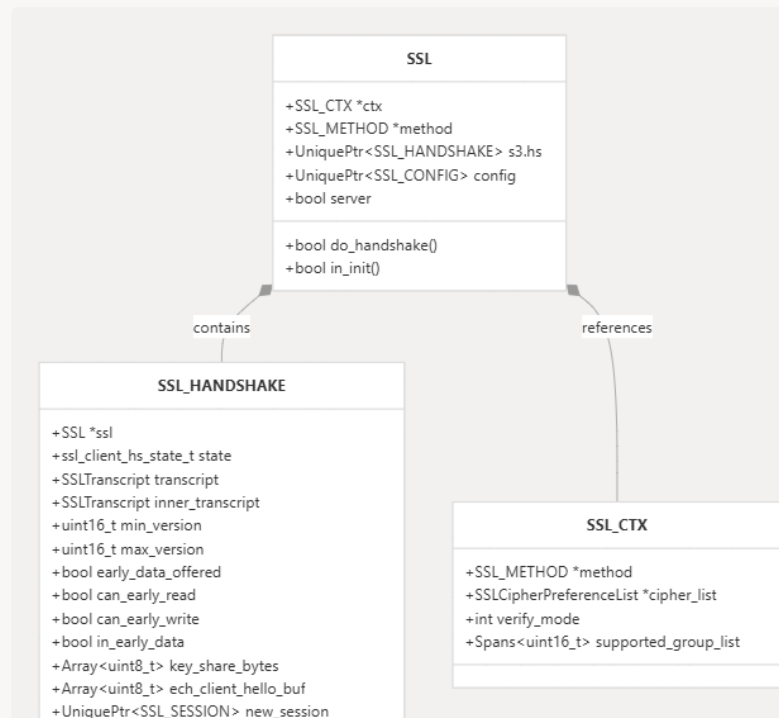 SSL
+SSL_CTX *ctx
+SSL_METHOD *method
+UniquePtr<SSL_HANDSHAKE> s3.hs
+UniquePtr<SSL_CONFIG> config
+bool server
+bool do_handshake()
+bool in_init()
contains
references
SSL_HANDSHAKE
+SSL *ssl
+ssl_client_hs_state_t state
+SSLTranscript transcript
+SSLTranscript inner_transcript
+uint16_t min_version
+uint16_t max_version
+bool early_data_offered
+bool can_early_read
+bool can_early_write
+bool in_early_data
+Array<uint8_t> key_share_bytes
+Array<uint8_t> ech_client_hello_buf
+UniquePtr<SSL_SESSION> new_session
SSL_CTX
+SSL_METHOD *method
+SSLCipherPreferenceList *cipher_list
+int verify_mode
+Spans<uint16_t> supported_group_list